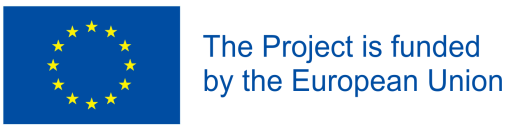 The Project is funded
by the European Union